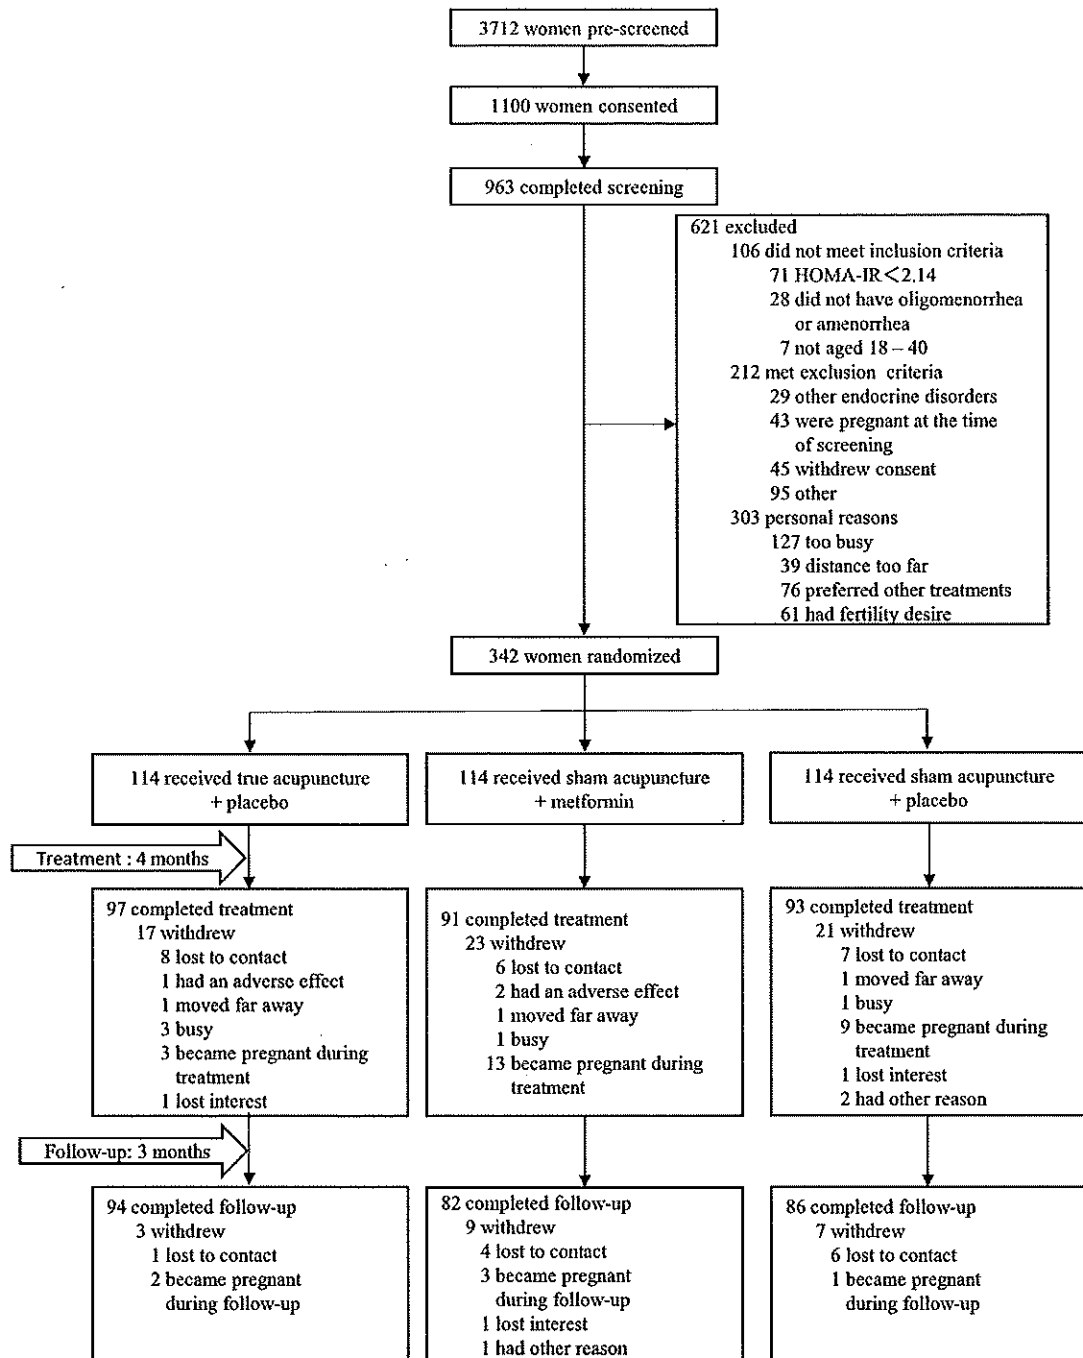 3712 women pre-screened
1100 women consented
963 completed screening
621 excluded
106 did not meet inclusion criteria
71 HOMA-IR<2.14
28 did not have oligomenorrhea
or amenorrhea
7 not aged 18 – 40
212 met exclusion criteria
29 other endocrine disorders
43 were pregnant at the time
of screening
45 withdrew consent
95 other
303 personal reasons
127 too busy
39 distance too far
76 preferred other treatments
61 had fertility desire
342 women randomized
114 received true acupuncture
+ placebo
114 received sham acupuncture
+ metformin
114 received sham acupuncture
+ placebo
Treatment : 4 months
97 completed treatment
17 withdrew
8 lost to contact
1 had an adverse effect
1 moved far away
3 busy
3 became pregnant during
treatment
1 lost interest
91 completed treatment
23 withdrew
6 lost to contact
2 had an adverse effect
1 moved far away
1 busy
13 became pregnant during
treatment
93 completed treatment
21 withdrew
7 lost to contact
1 moved far away
1 busy
9 became pregnant during
treatment
1 lost interest
2 had other reason
Follow-up: 3 months
94 completed follow-up
3 withdrew
1 lost to contact
2 became pregnant
during follow-up
82 completed follow-up
9 withdrew
4 lost to contact
3 became pregnant
during follow-up
1 lost interest
1 had other reason
86 completed follow-up
7 withdrew
6 lost to contact
1 became pregnant
during follow-up